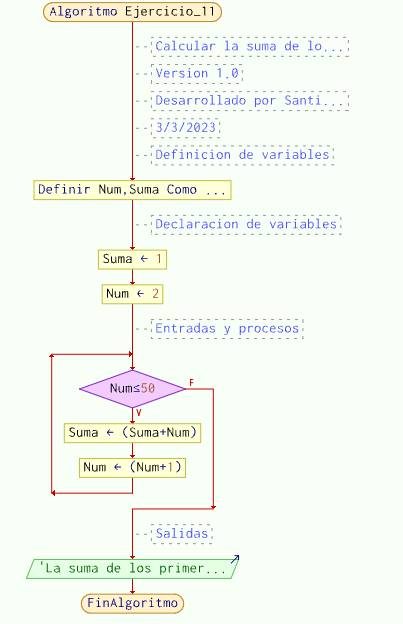 Algoritmo Ejercicio_11
Calcular la suma de lo...
Version 1.0
Desarrollado por Santi...
3/3/2023
Definicion de variables
Definir Num,Suma Como ...
Declaracion de variables
Suma ← 1
Num ← 2
Entradas y procesos
Num≤50
F
V
Suma ← (Suma+Num)
Num ← (Num+1)
Salidas
'La suma de los primer...
FinAlgoritmo